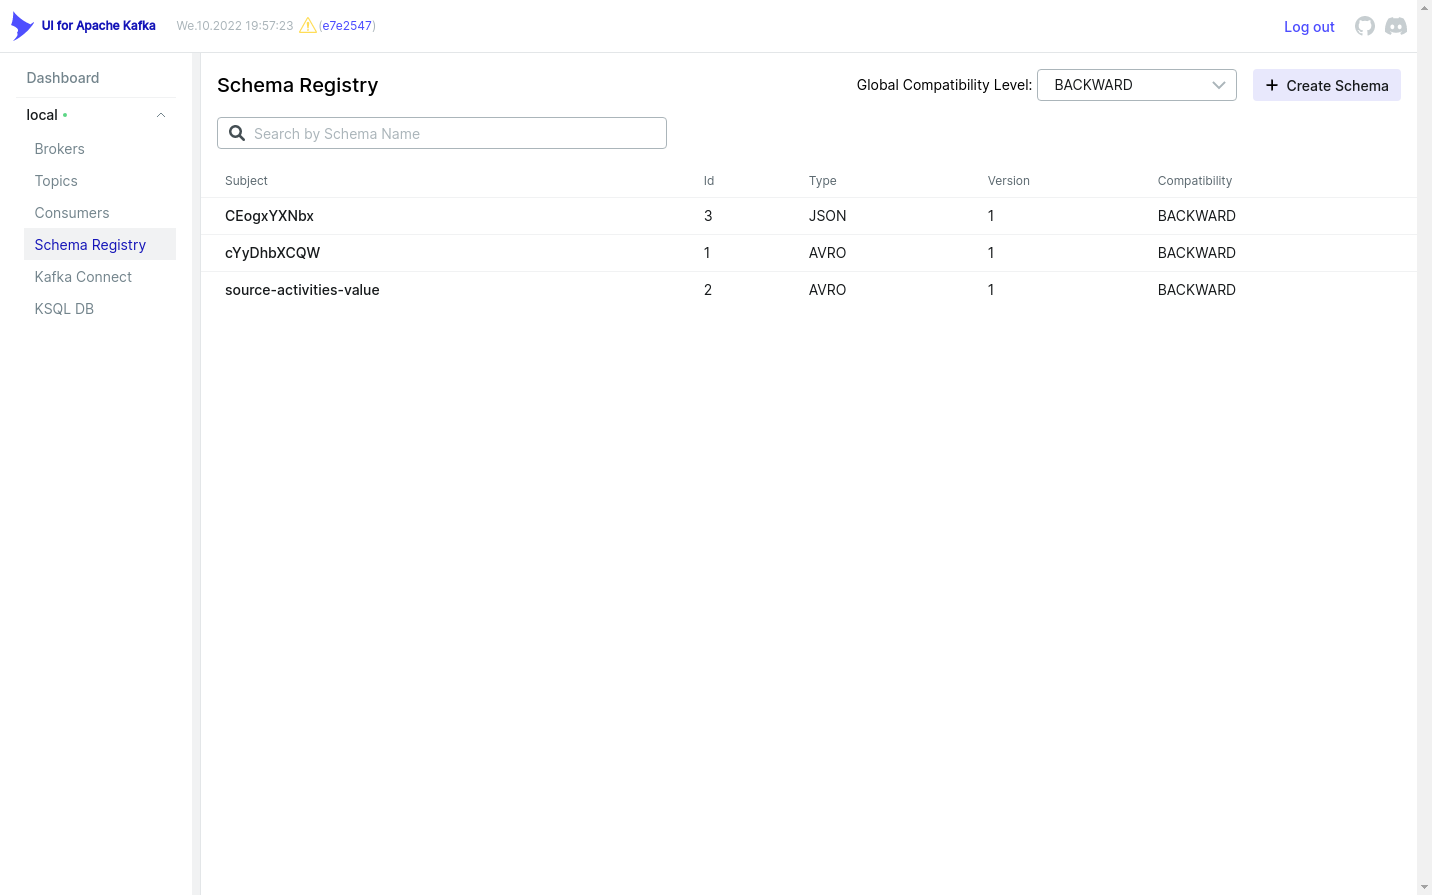 UI for Apache Kafka We.10.2022 19:57:23 (e7e2547) Log out
Dashboard
local
Brokers
Topics
Consumers
Schema Registry
Kafka Connect
KSQL DB
Schema Registry Global Compatibility Level: BACKWARD Create Schema
Search by Schema Name
Subject Id Type Version Compatibility
CEogxYXNbx 3 JSON 1 BACKWARD
cYyDhbXCQW 1 AVRO 1 BACKWARD
source-activities-value 2 AVRO 1 BACKWARD